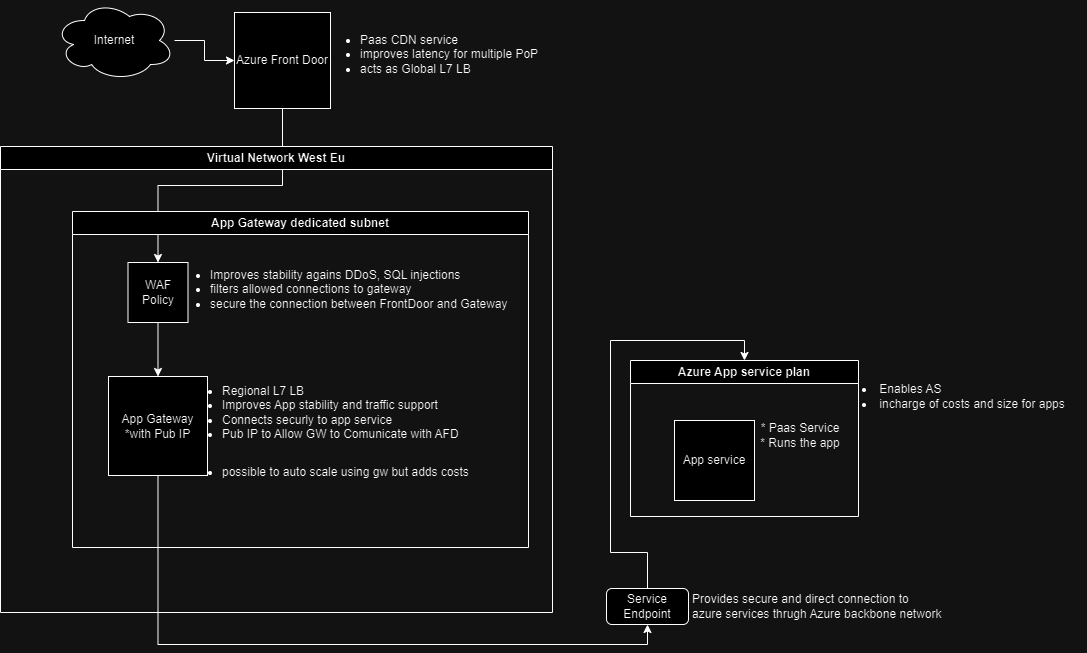 Internet
Azure Front Door
Paas CDN service
improves latency for multiple PoP
acts as Global L7 LB
Virtual Network West Eu
App Gateway dedicated subnet
WAF
Policy
Improves stability agains DDoS, SQL injections
filters allowed connections to gateway
secure the connection between FrontDoor and Gateway
App Gateway
*with Pub IP
Regional L7 LB
Improves App stability and traffic support
Connects securly to app service
Pub IP to Allow GW to Comunicate with AFD
possible to auto scale using gw but adds costs
Azure App service plan
Enables AS
incharge of costs and size for apps
App service
* Paas Service
* Runs the app
Service
Endpoint
Provides secure and direct connection to
azure services thrugh Azure backbone network